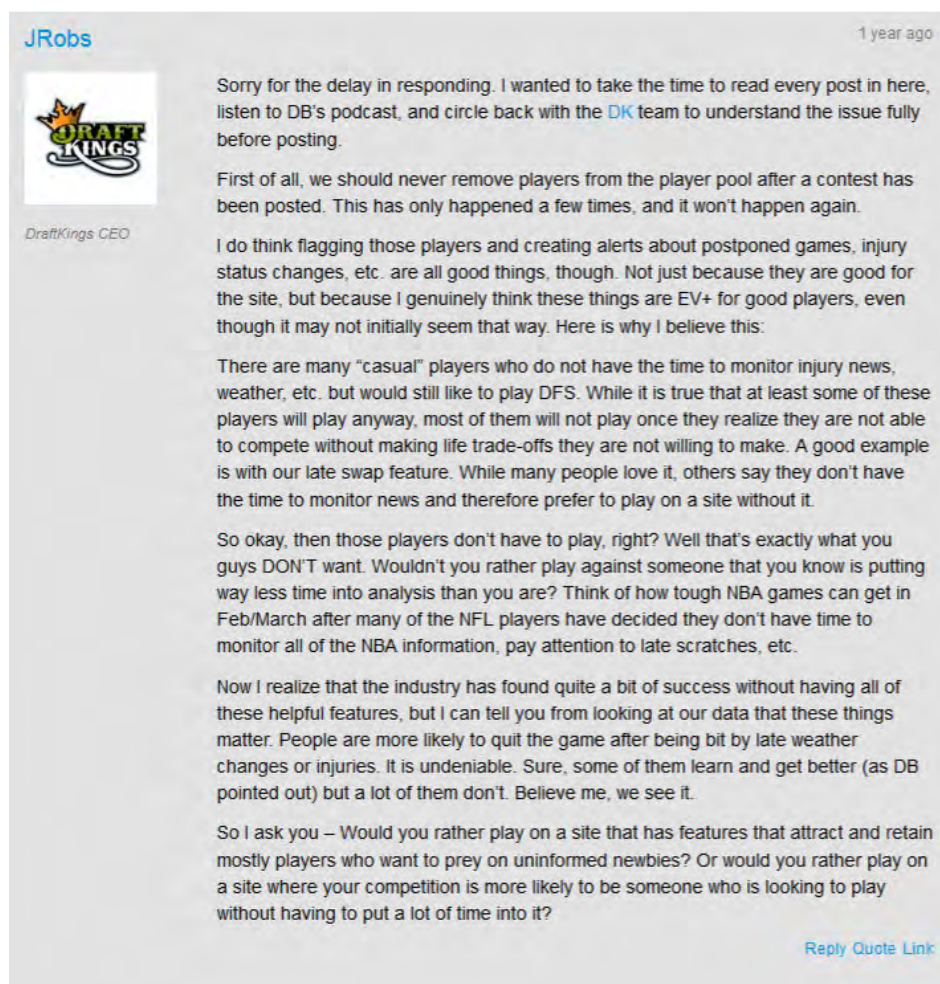 JRobs
1 year ago
DRAFT
KINGS
DraftKings CEO
Sorry for the delay in responding. I wanted to take the time to read every post in here,
listen to DB's podcast, and circle back with the DK team to understand the issue fully
before posting.
First of all, we should never remove players from the player pool after a contest has
been posted. This has only happened a few times, and it won't happen again.
I do think flagging those players and creating alerts about postponed games, injury
status changes, etc. are all good things, though. Not just because they are good for
the site, but because I genuinely think these things are EV+ for good players, even
though it may not initially seem that way. Here is why I believe this:
There are many “casual” players who do not have the time to monitor injury news,
weather, etc. but would still like to play DFS. While it is true that at least some of these
players will play anyway, most of them will not play once they realize they are not able
to compete without making life trade-offs they are not willing to make. A good example
is with our late swap feature. While many people love it, others say they don't have
the time to monitor news and therefore prefer to play on a site without it.
So okay, then those players don't have to play, right? Well that's exactly what you
guys DON'T want. Wouldn't you rather play against someone that you know is putting
way less time into analysis than you are? Think of how tough NBA games can get in
Feb/March after many of the NFL players have decided they don't have time to
monitor all of the NBA information, pay attention to late scratches, etc.
Now I realize that the industry has found quite a bit of success without having all of
these helpful features, but I can tell you from looking at our data that these things
matter. People are more likely to quit the game after being bit by late weather
changes or injuries. It is undeniable. Sure, some of them learn and get better (as DB
pointed out) but a lot of them don't. Believe me, we see it.
So I ask you – Would you rather play on a site that has features that attract and retain
mostly players who want to prey on uninformed newbies? Or would you rather play on
a site where your competition is more likely to be someone who is looking to play
without having to put a lot of time into it?
Reply Quote Link